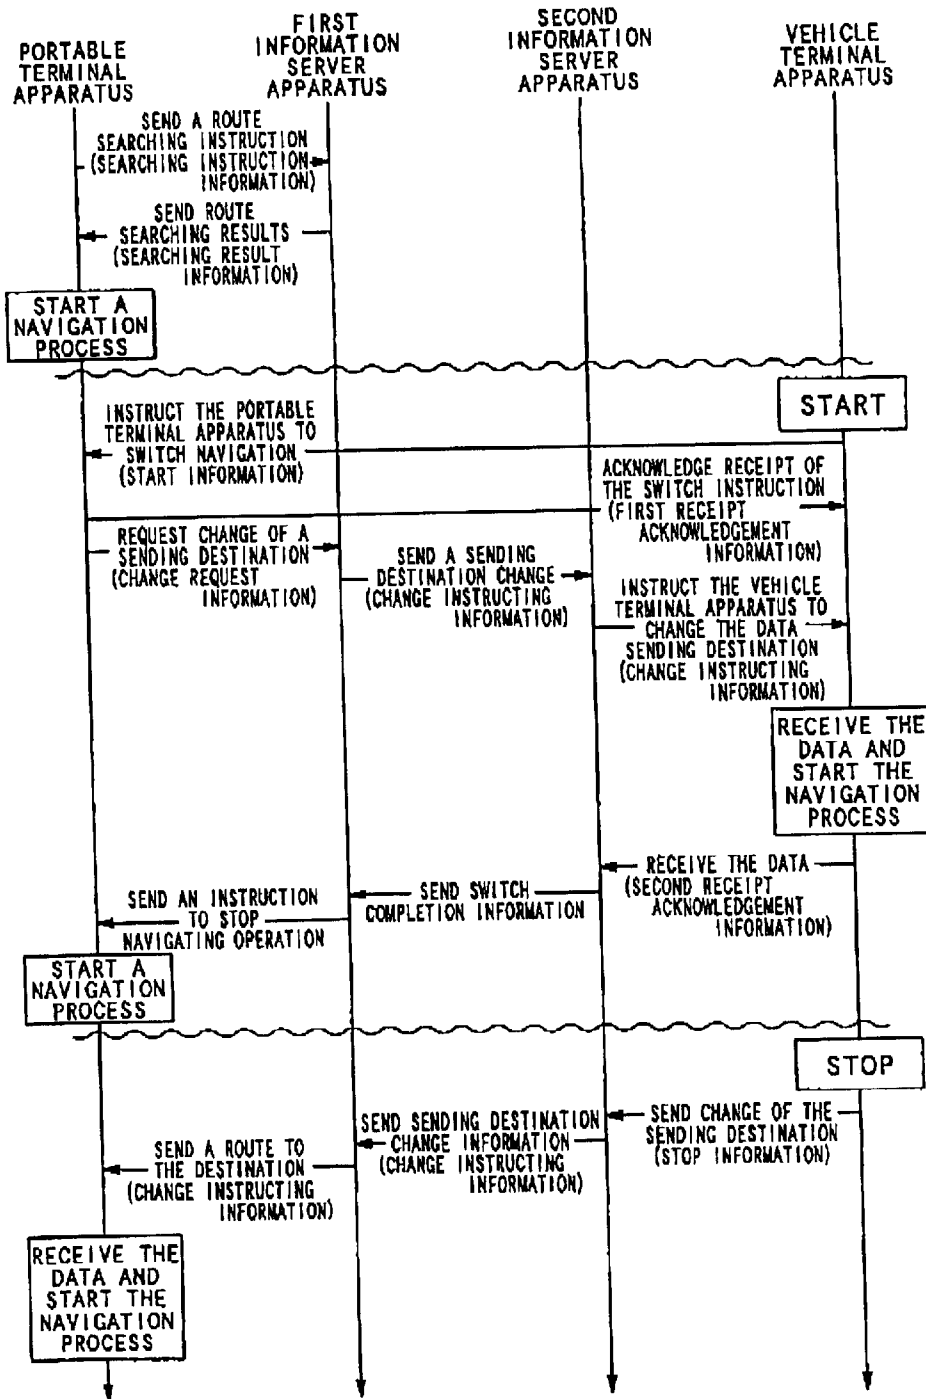 PORTABLE
TERMINAL
APPARATUS
FIRST
INFORMATION
SERVER
APPARATUS
SECOND
INFORMATION
SERVER
APPARATUS
VEHICLE
TERMINAL
APPARATUS
SEND A ROUTE
SEARCHING INSTRUCTION
(SEARCHING INSTRUCTION
INFORMATION)
SEND ROUTE
SEARCHING RESULTS
(SEARCHING RESULT
INFORMATION)
START A
NAVIGATION
PROCESS
START
INSTRUCT THE PORTABLE
TERMINAL APPARATUS TO
SWITCH NAVIGATION
(START INFORMATION)
ACKNOWLEDGE RECEIPT OF
THE SWITCH INSTRUCTION
(FIRST RECEIPT
ACKNOWLEDGEMENT
INFORMATION)
REQUEST CHANGE OF A
SENDING DESTINATION
(CHANGE REQUEST
INFORMATION)
SEND A SENDING
DESTINATION CHANGE
(CHANGE INSTRUCTING
INFORMATION)
INSTRUCT THE VEHICLE
TERMINAL APPARATUS TO
CHANGE THE DATA
SENDING DESTINATION
(CHANGE INSTRUCTING
INFORMATION)
RECEIVE THE
DATA AND
START THE
NAVIGATION
PROCESS
RECEIVE THE DATA
(SECOND RECEIPT
ACKNOWLEDGEMENT
INFORMATION)
SEND SWITCH
COMPLETION INFORMATION
SEND AN INSTRUCTION
TO STOP
NAVIGATING OPERATION
START A
NAVIGATION
PROCESS
STOP
SEND CHANGE OF THE
SENDING DESTINATION
(STOP INFORMATION)
SEND SENDING DESTINATION
CHANGE INFORMATION
(CHANGE INSTRUCTING
INFORMATION)
SEND A ROUTE TO
THE DESTINATION
(CHANGE INSTRUCTING
INFORMATION)
RECEIVE THE
DATA AND
START THE
NAVIGATION
PROCESS